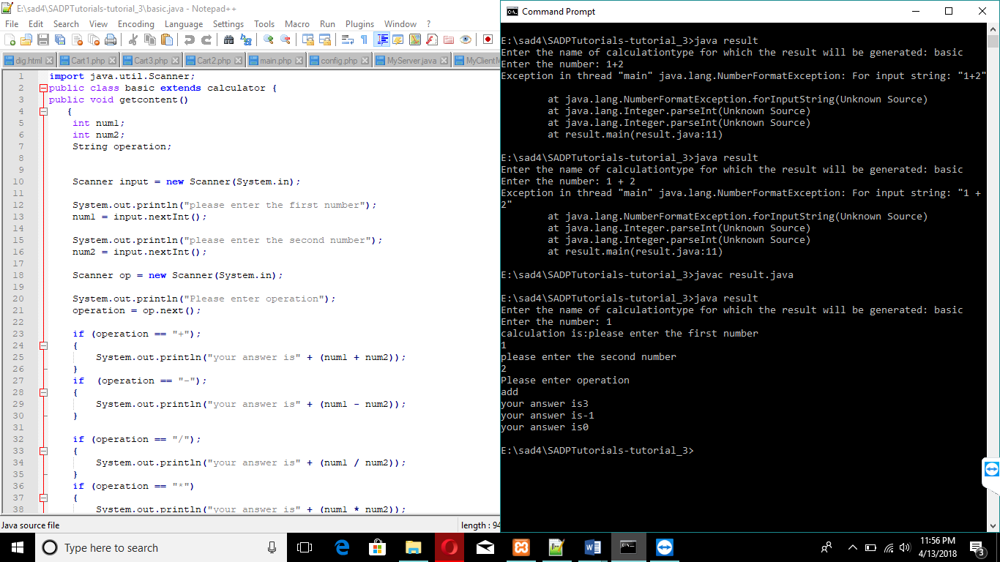 E:\sad4\SADPTutorials-tutorial_3\basic.java - Notepad++
File Edit Search View Encoding Language Settings Tools Macro Run Plugins Window ?
dig.html Cart1.php Cart3.php Cart2.php main.php config.php MyServer.java MyClient.
1 import java.util.Scanner;
2 public class basic extends calculator {
3 public void getcontent()
4 {
5 int num1;
6 int num2;
7 String operation;
8
9
10 Scanner input = new Scanner(System.in);
11
12 System.out.println("please enter the first number");
13 num1 = input.nextInt();
14
15 System.out.println("please enter the second number");
16 num2 = input.nextInt();
17
18 Scanner op = new Scanner(System.in);
19
20 System.out.println("Please enter operation");
21 operation = op.next();
22
23 if (operation == "+");
24 {
25 System.out.println("your answer is" + (num1 + num2));
26 }
27 if  (operation == "-");
28 {
29 System.out.println("your answer is" + (num1 - num2));
30 }
31
32 if (operation == "/");
33 {
34 System.out.println("your answer is" + (num1 / num2));
35 }
36 if (operation == "*")
37 {
38 System.out.println("your answer is" + (num1 * num2));
Java source file
length : 94
Command Prompt
E:\sad4\SADPTutorials-tutorial_3>java result
Enter the name of calculationtype for which the result will be generated: basic
Enter the number: 1+2
Exception in thread "main" java.lang.NumberFormatException: For input string: "1+2"
at java.lang.NumberFormatException.forInputString(Unknown Source)
at java.lang.Integer.parseInt(Unknown Source)
at java.lang.Integer.parseInt(Unknown Source)
at result.main(result.java:11)
E:\sad4\SADPTutorials-tutorial_3>java result
Enter the name of calculationtype for which the result will be generated: basic
Enter the number: 1 + 2
Exception in thread "main" java.lang.NumberFormatException: For input string: "1 +
2"
at java.lang.NumberFormatException.forInputString(Unknown Source)
at java.lang.Integer.parseInt(Unknown Source)
at java.lang.Integer.parseInt(Unknown Source)
at result.main(result.java:11)
E:\sad4\SADPTutorials-tutorial_3>javac result.java
E:\sad4\SADPTutorials-tutorial_3>java result
Enter the name of calculationtype for which the result will be generated: basic
Enter the number: 1
calculation is:please enter the first number
1
please enter the second number
2
Please enter operation
add
your answer is3
your answer is-1
your answer is0
E:\sad4\SADPTutorials-tutorial_3>
Type here to search
11:56 PM
4/13/2018
3